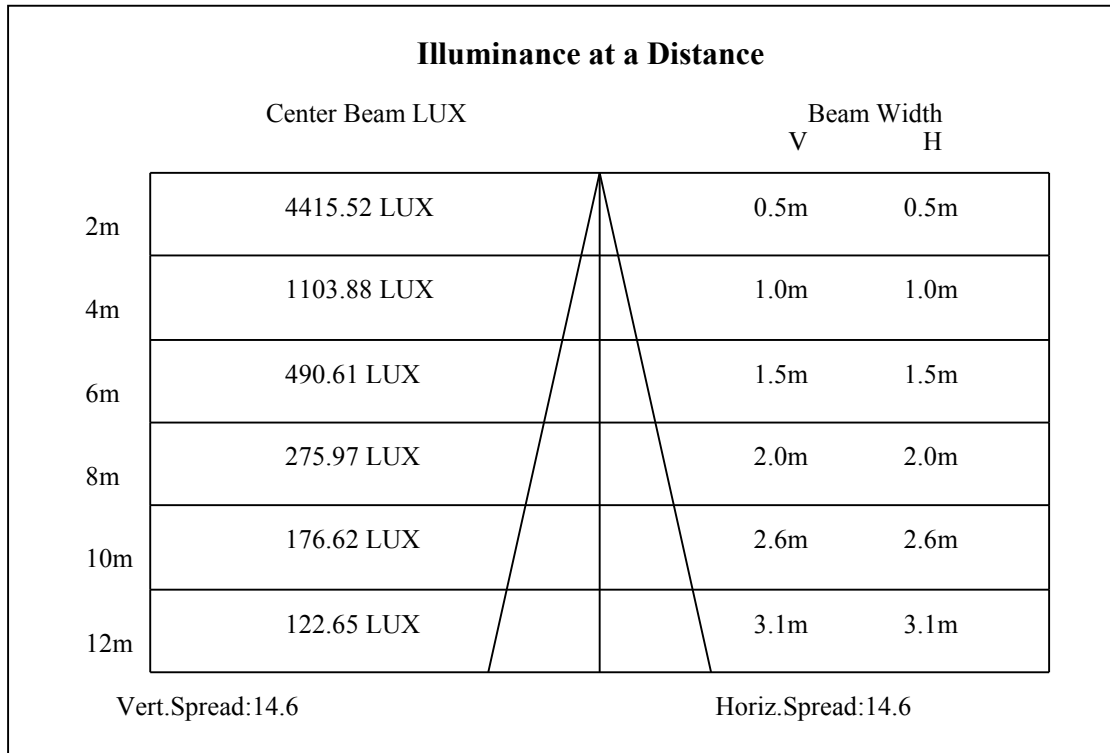 Illuminance at a Distance
Center Beam LUX Beam Width
V H
2m 4415.52 LUX 0.5m 0.5m
4m 1103.88 LUX 1.0m 1.0m
6m 490.61 LUX 1.5m 1.5m
8m 275.97 LUX 2.0m 2.0m
10m 176.62 LUX 2.6m 2.6m
12m 122.65 LUX 3.1m 3.1m
Vert.Spread:14.6 Horiz.Spread:14.6